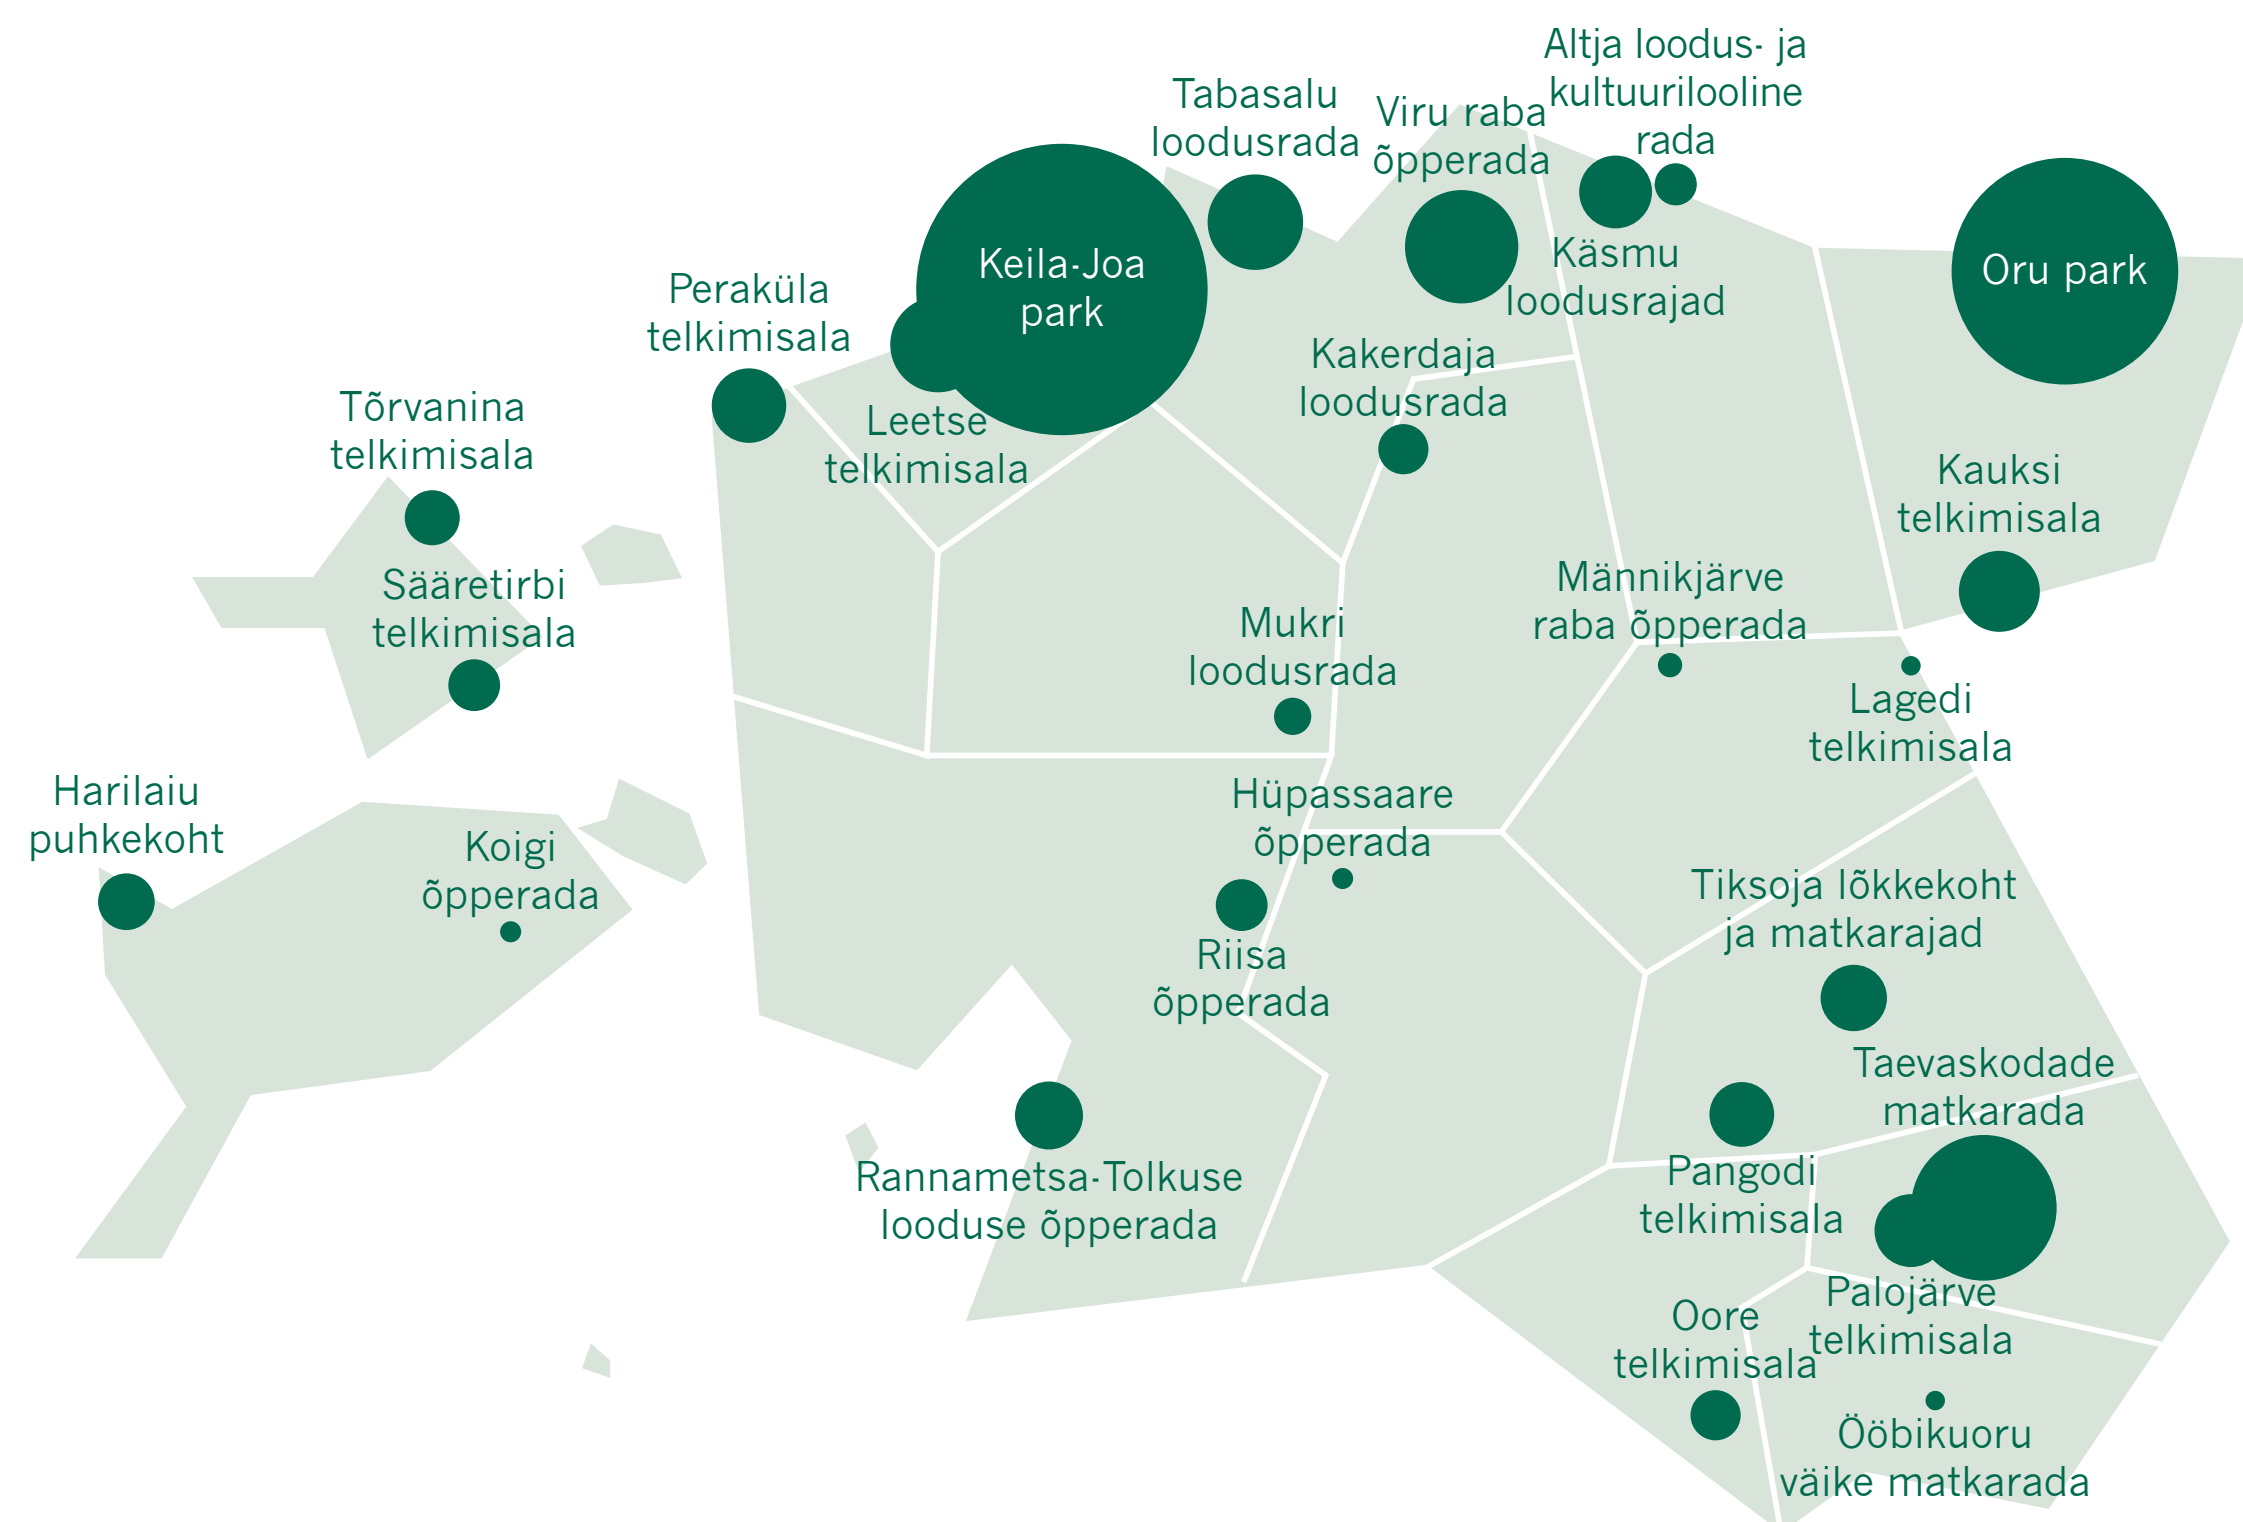 Altja loodus- ja
kultuurilooline
rada
Tabasalu
loodusrada
Viru raba
õpperada
Käsmu
loodusrajad
Keila-Joa
park
Oru park
Peraküla
telkimisala
Leetse
telkimisala
Kakerdaja
loodusrada
Tõrvanina
telkimisala
Kauksi
telkimisala
Sääretirbi
telkimisala
Männikjärve
raba õpperada
Mukri
loodusrada
Lagedi
telkimisala
Harilaiu
puhkekoht
Koigi
õpperada
Hüpassaare
õpperada
Riisa
õpperada
Tiksoja lõkkekoht
ja matkarajad
Taevaskodade
matkarada
Rannametsa-Tolkuse
looduse õpperada
Pangodi
telkimisala
Palojärve
telkimisala
Oore
telkimisala
Ööbikuoru
väike matkarada